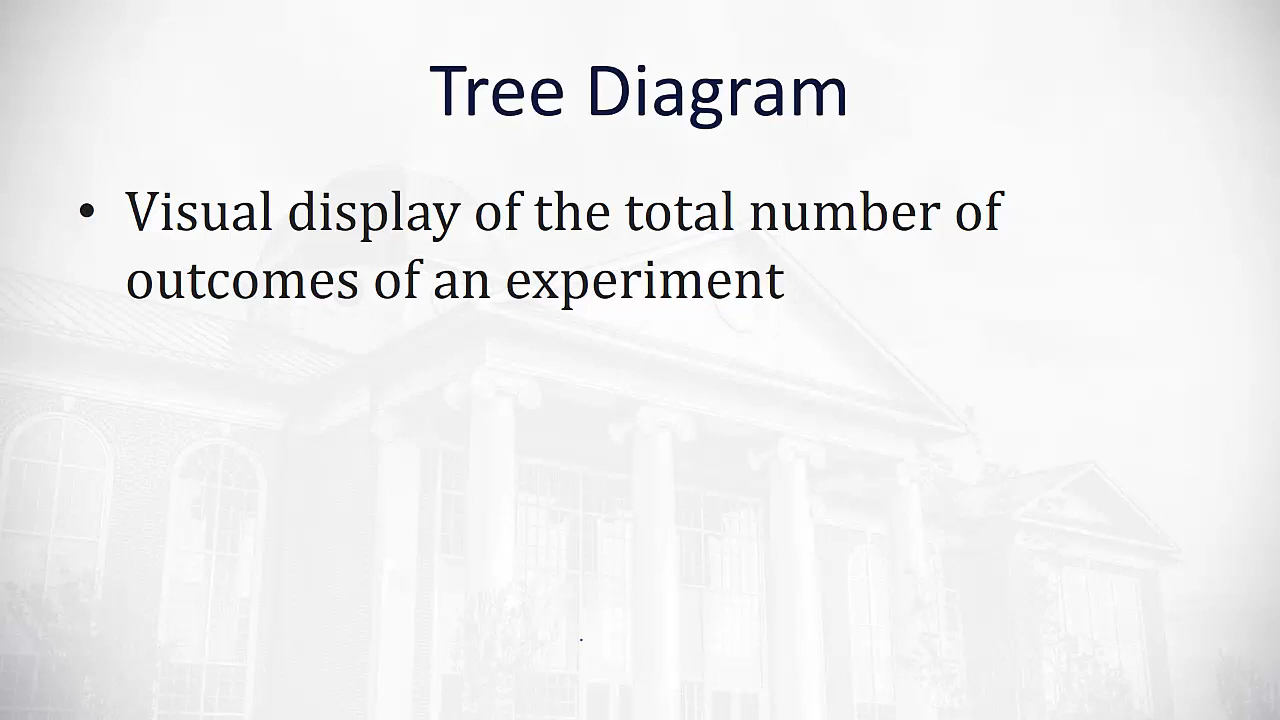 Tree Diagram
• Visual display of the total number of
outcomes of an experiment